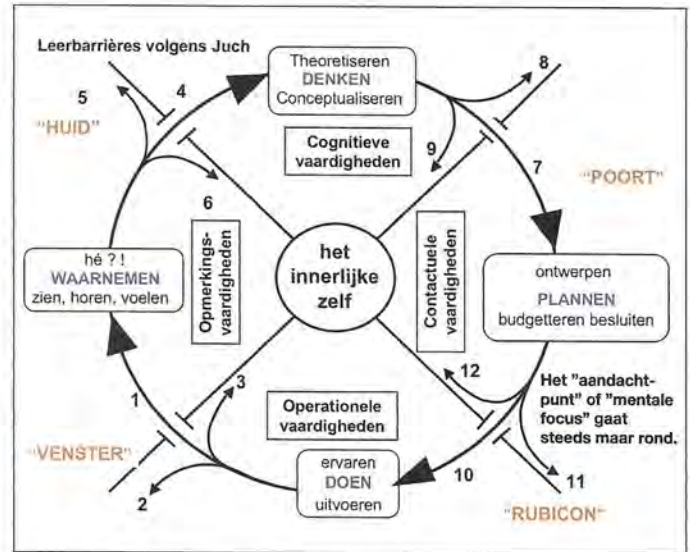 Leerbarrières volgens Juch
Theoretiseren
DENKEN
Conceptualiseren
8
4
5
"HUID"
Cognitieve
vaardigheden
9
7
"POORT"
6
hé ? !
WAARNEMEN
zien, horen, voelen
Opmerkings-
vaardigheden
het
innerlijke
zelf
Contactuele
vaardigheden
ontwerpen
PLANNEN
budgetteren besluiten
12
3
1
Het "aandacht-
punt" of "mentale
focus" gaat
steeds maar rond.
Operationele
vaardigheden
"VENSTER"
ervaren
DOEN
uitvoeren
10
11
2
"RUBICON"